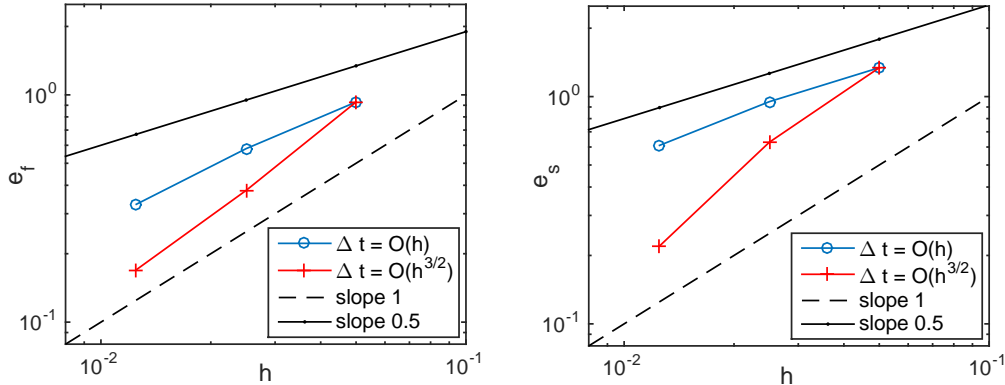 10^0
10^-1
e_f
10^-2
h
10^-1
Δ t = O(h)
Δ t = O(h^{3/2})
slope 1
slope 0.5
10^0
10^-1
e_s
10^-2
h
10^-1
Δ t = O(h)
Δ t = O(h^{3/2})
slope 1
slope 0.5